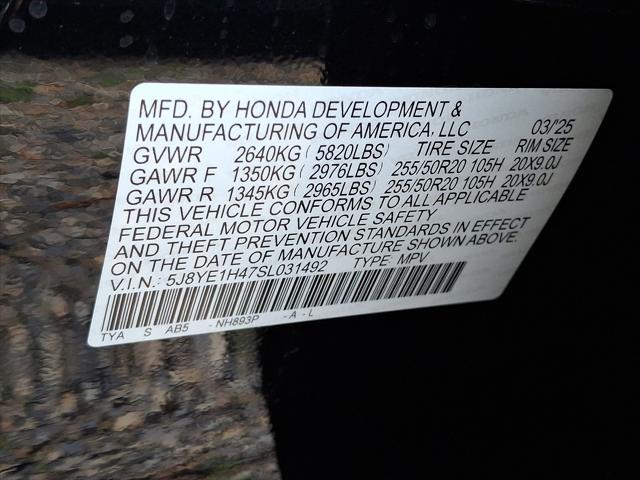 MFD. BY HONDA DEVELOPMENT &
MANUFACTURING OF AMERICA, LLC 03/25
GVWR 2640KG (5820LBS) TIRE SIZE RIM SIZE
GAWR F 1350KG (2976LBS) 255/50R20 105H 20X9.0J
GAWR R 1345KG (2965LBS) 255/50R20 105H 20X9.0J
THIS VEHICLE CONFORMS TO ALL APPLICABLE
FEDERAL MOTOR VEHICLE SAFETY
AND THEFT PREVENTION STANDARDS IN EFFECT
ON THE DATE OF MANUFACTURE SHOWN ABOVE.
V.I.N.: 5J8YE1H47SL031492 TYPE: MPV
TYA S AB5 - NH893P - A - L